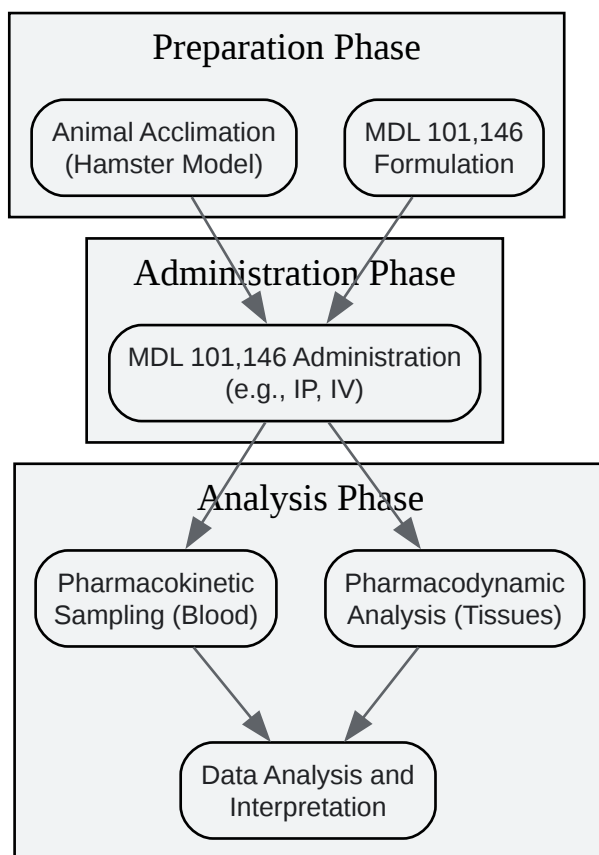 Preparation Phase
Animal Acclimation
(Hamster Model)
MDL 101,146
Formulation
Administration Phase
MDL 101,146 Administration
(e.g., IP, IV)
Analysis Phase
Pharmacokinetic
Sampling (Blood)
Pharmacodynamic
Analysis (Tissues)
Data Analysis and
Interpretation